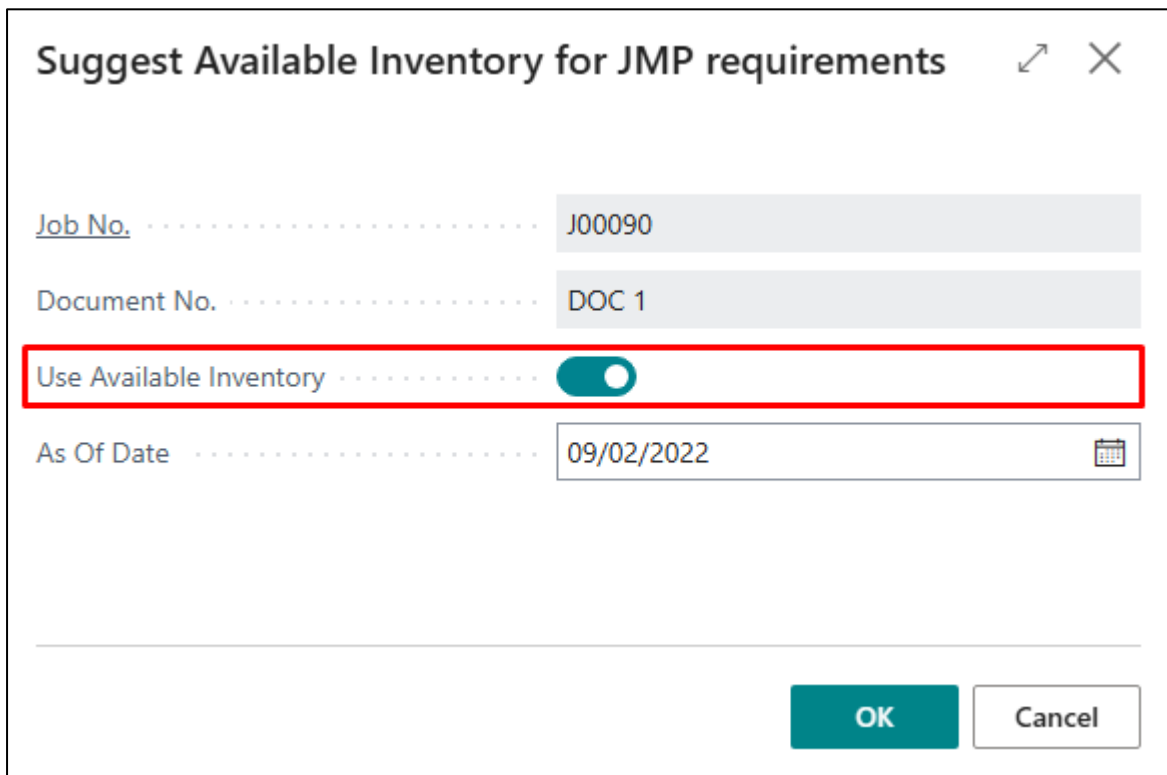 Suggest Available Inventory for JMP requirements
Job No. J00090
Document No. DOC 1
Use Available Inventory
As Of Date 09/02/2022
OK Cancel